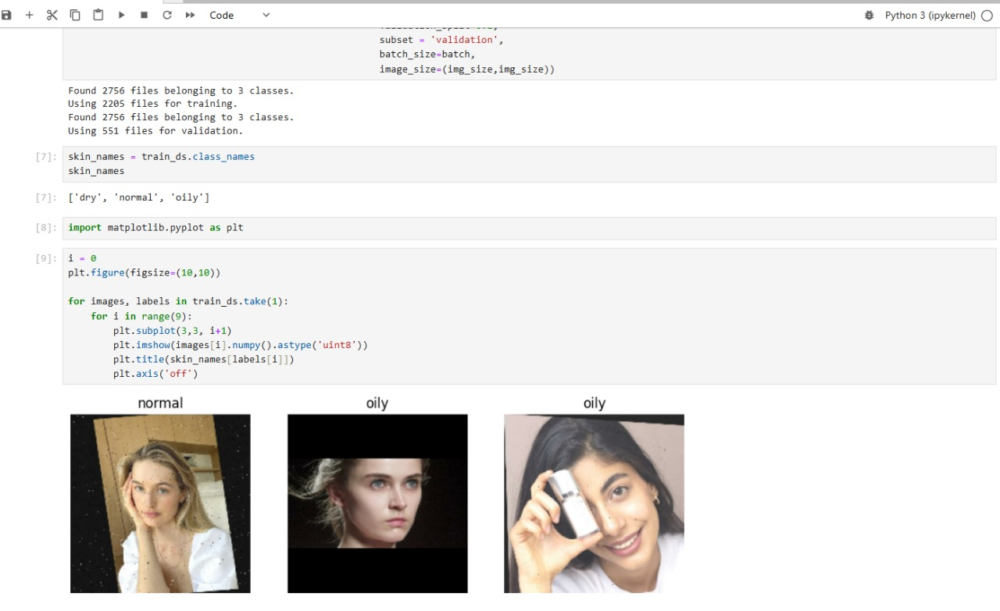 Code
Python 3 (ipykernel)
subset = 'validation',
batch_size=batch,
image_size=(img_size,img_size))
Found 2756 files belonging to 3 classes.
Using 2205 files for training.
Found 2756 files belonging to 3 classes.
Using 551 files for validation.
[7]: skin_names = train_ds.class_names
skin_names
[7]: ['dry', 'normal', 'oily']
[8]: import matplotlib.pyplot as plt
[9]: i = 0
plt.figure(figsize=(10,10))
for images, labels in train_ds.take(1):
    for i in range(9):
        plt.subplot(3,3, i+1)
        plt.imshow(images[i].numpy().astype('uint8'))
        plt.title(skin_names[labels[i]])
        plt.axis('off')
normal oily oily